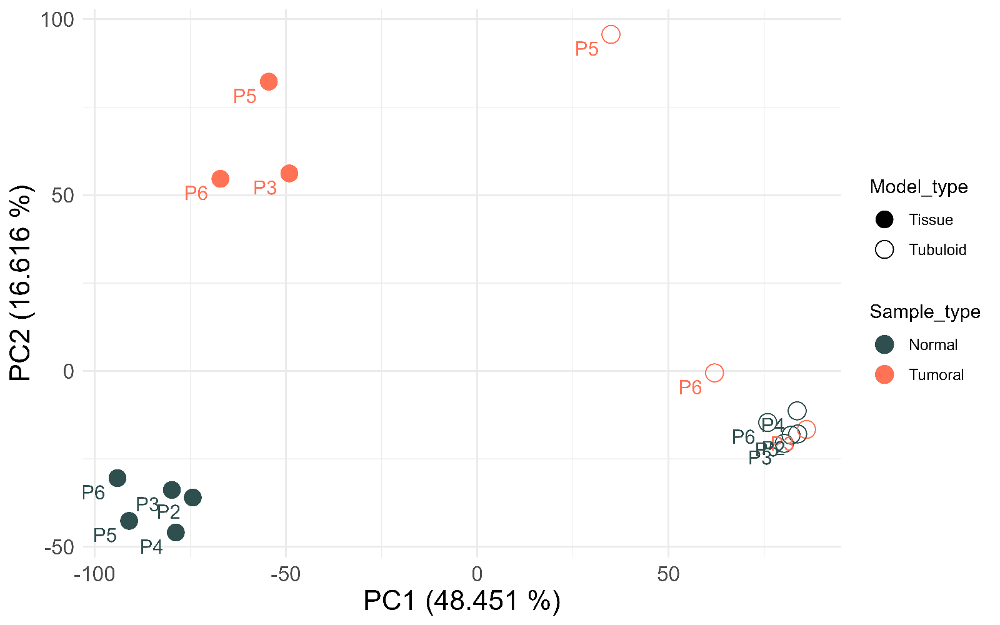 100
50
0
-50
-100
-50
0
50
PC1 (48.451 %)
PC2 (16.616 %)
P5
P5
P6
P3
P6
P4
P6
P3
P3
P6
P3
P2
P5
P4
Model_type
Tissue
Tubuloid
Sample_type
Normal
Tumoral